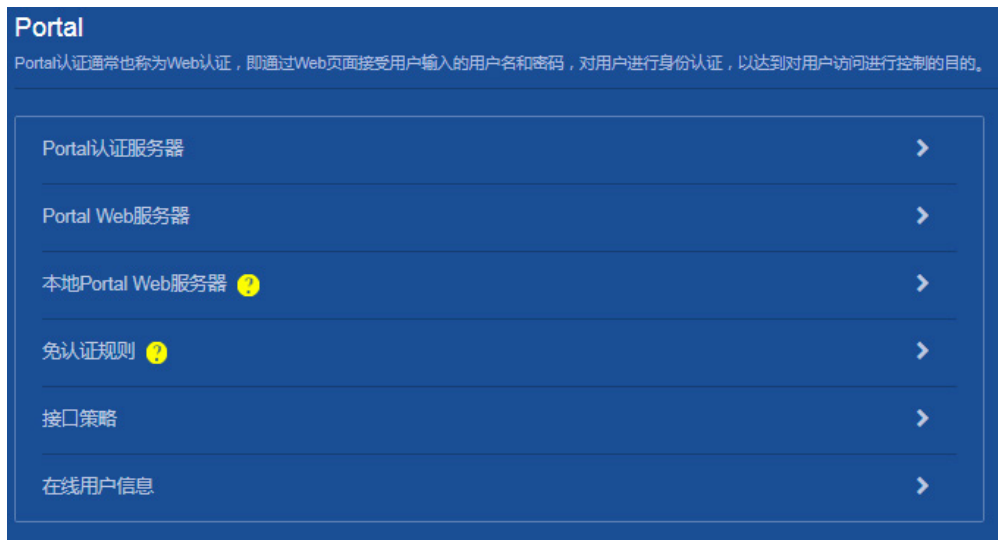 Portal
Portal认证通常也称为Web认证，即通过Web页面接受用户输入的用户名和密码，对用户进行身份认证，以达到对用户访问进行控制的目的。
Portal认证服务器
Portal Web服务器
本地Portal Web服务器 ?
免认证规则 ?
接口策略
在线用户信息